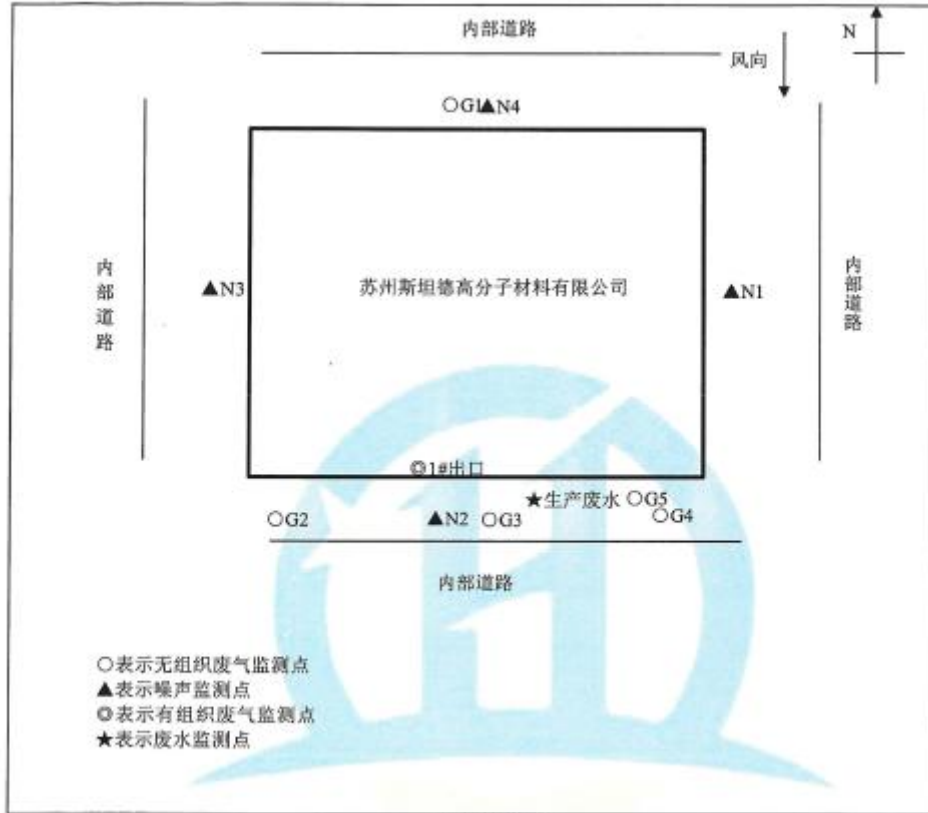 内部道路
N
风向
○G1▲N4
内部道路
▲N3
苏州斯坦德高分子材料有限公司
▲N1
内部道路
◎1#出口
★生产废水 ○G5
○G2
▲N2
○G3
○G4
内部道路
○表示无组织废气监测点
▲表示噪声监测点
◎表示有组织废气监测点
★表示废水监测点